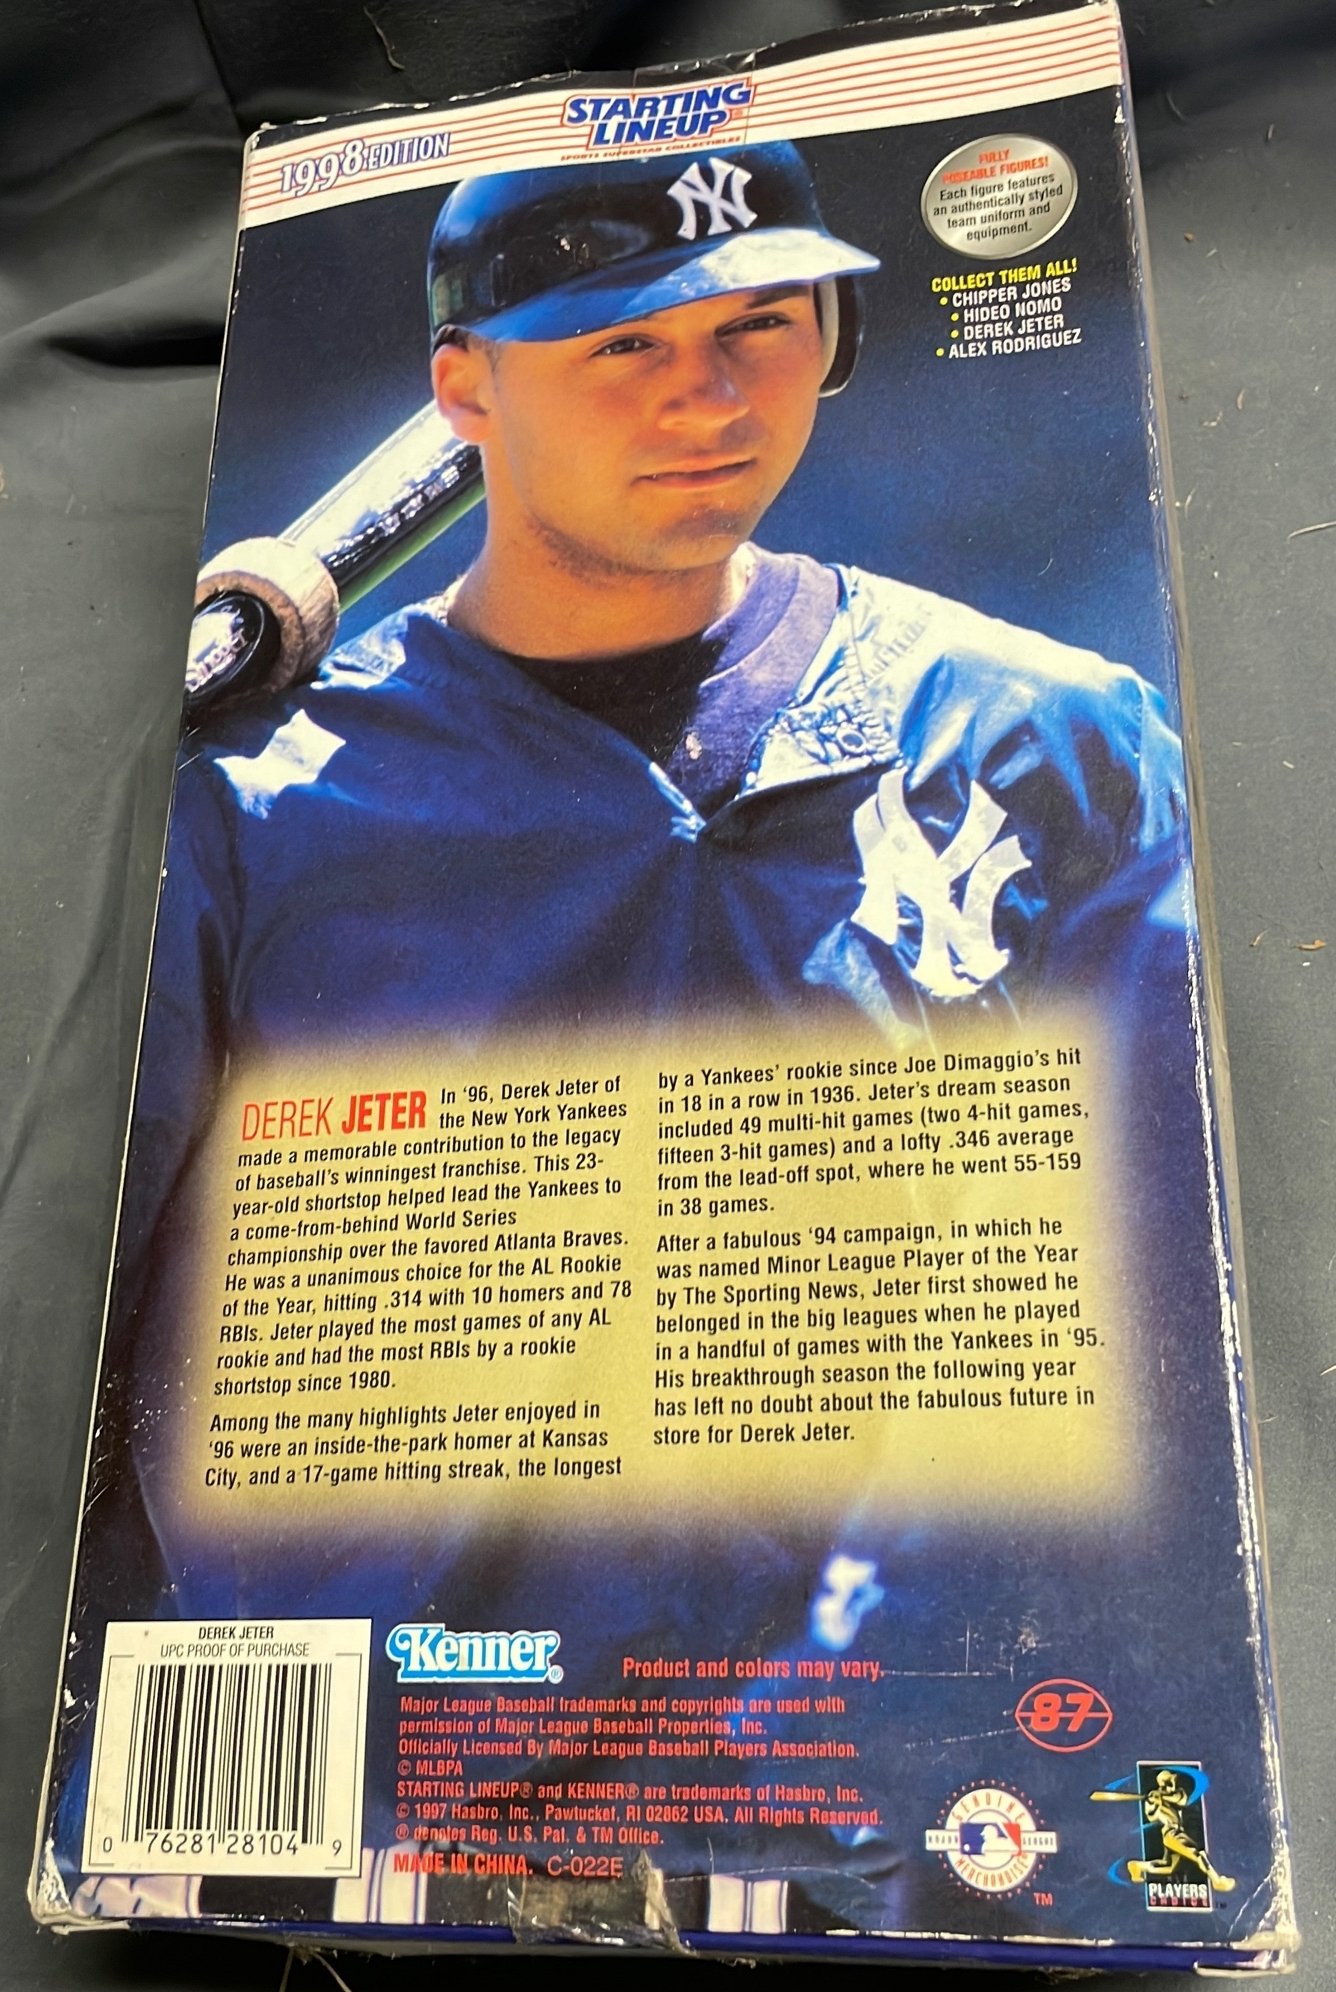 1998 EDITION
STARTING
LINEUP®
SPORTS SUPERSTAR COLLECTIBLES
FULLY
POSEABLE FIGURES!
Each figure features
an authentically styled
team uniform and
equipment.
COLLECT THEM ALL!
• CHIPPER JONES
• HIDEO NOMO
• DEREK JETER
• ALEX RODRIGUEZ
NY
NY
DEREK JETER
In ‘96, Derek Jeter of
the New York Yankees
made a memorable contribution to the legacy
of baseball’s winningest franchise. This 23-
year-old shortstop helped lead the Yankees to
a come-from-behind World Series
championship over the favored Atlanta Braves.
He was a unanimous choice for the AL Rookie
of the Year, hitting .314 with 10 homers and 78
RBIs. Jeter played the most games of any AL
rookie and had the most RBIs by a rookie
shortstop since 1980.
Among the many highlights Jeter enjoyed in
‘96 were an inside-the-park homer at Kansas
City, and a 17-game hitting streak, the longest
by a Yankees’ rookie since Joe Dimaggio’s hit
in 18 in a row in 1936. Jeter’s dream season
included 49 multi-hit games (two 4-hit games,
fifteen 3-hit games) and a lofty .346 average
from the lead-off spot, where he went 55-159
in 38 games.
After a fabulous ‘94 campaign, in which he
was named Minor League Player of the Year
by The Sporting News, Jeter first showed he
belonged in the big leagues when he played
in a handful of games with the Yankees in ‘95.
His breakthrough season the following year
has left no doubt about the fabulous future in
store for Derek Jeter.
DEREK JETER
UPC PROOF OF PURCHASE
0 76281 28104 9
Kenner®
Product and colors may vary.
Major League Baseball trademarks and copyrights are used with
permission of Major League Baseball Properties, Inc.
Officially Licensed By Major League Baseball Players Association.
© MLBPA
STARTING LINEUP® and KENNER® are trademarks of Hasbro, Inc.
© 1997 Hasbro, Inc., Pawtucket, RI 02862 USA. All Rights Reserved.
® denotes Reg. U.S. Pat. & TM Office.
MADE IN CHINA. C-022E
87
GENUINE
MAJOR LEAGUE
MERCHANDISE
TM
PLAYERS
CHOICE